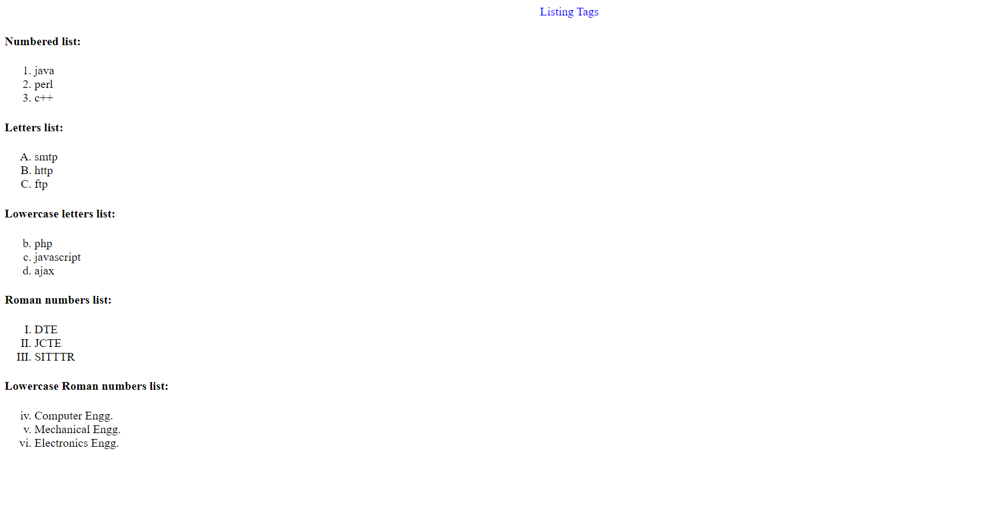 Listing Tags
Numbered list:
1. java
2. perl
3. c++
Letters list:
A. smtp
B. http
C. ftp
Lowercase letters list:
b. php
c. javascript
d. ajax
Roman numbers list:
I. DTE
II. JCTE
III. SITTTR
Lowercase Roman numbers list:
iv. Computer Engg.
v. Mechanical Engg.
vi. Electronics Engg.